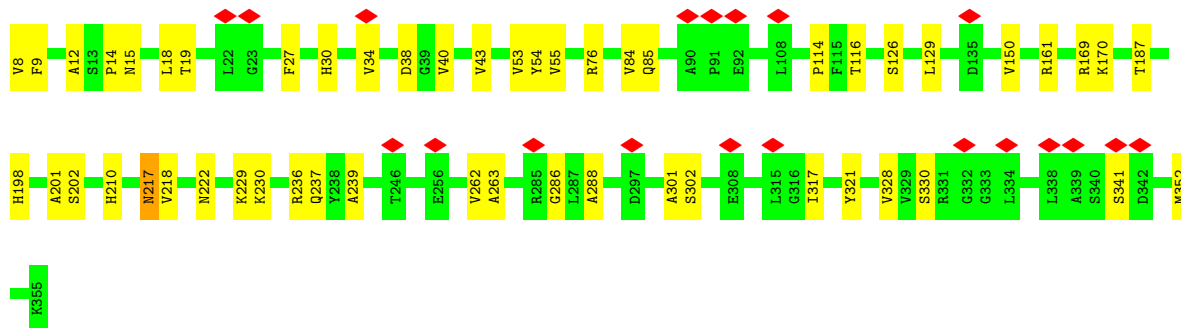 V8 F9 A12 S13 P14 N15 L18 T19 L22 G23 F27 H30 V34 D38 G39 V40 V43 V53 Y54 V55 R76 V84 Q85 A90 P91 E92 L108 P114 F115 T116 S126 L129 D135 V150 R161 R169 K170 T187
H198 A201 S202 H210 N217 V218 N222 K229 K230 R236 Q237 Y238 A239 T246 E256 V262 A263 R285 G286 L287 A288 D297 A301 S302 E308 L315 G316 I317 Y321 V328 V329 S330 R331 G332 G333 L334 L338 A339 S340 S341 D342 M352
K355